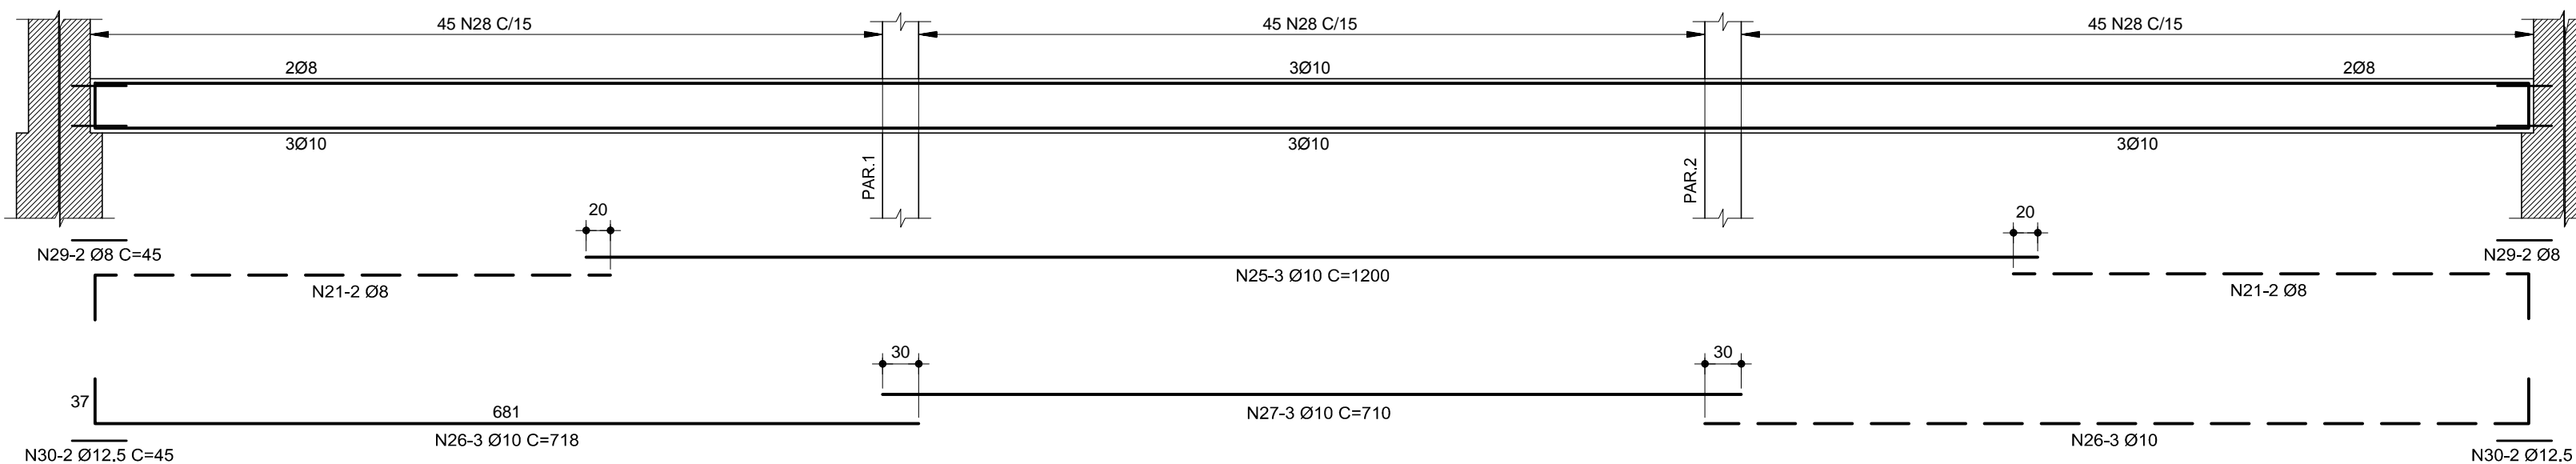 45 N28 C/15
45 N28 C/15
45 N28 C/15
2Ø8
3Ø10
2Ø8
3Ø10
3Ø10
3Ø10
PAR.1
PAR.2
20
20
N29-2 Ø8 C=45
N29-2 Ø8
N25-3 Ø10 C=1200
N21-2 Ø8
N21-2 Ø8
30
30
37
681
N27-3 Ø10 C=710
N26-3 Ø10 C=718
N26-3 Ø10
N30-2 Ø12.5 C=45
N30-2 Ø12.5